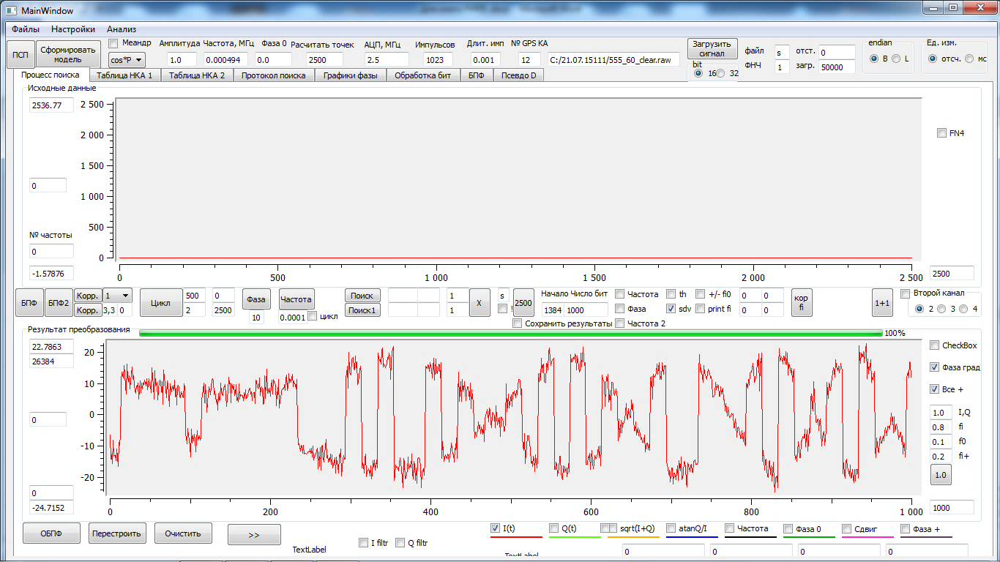 MainWindow
Файлы Настройки Анализ
ПСП Сформировать модель Меандр Амплитуда Частота, МГц Фаза 0 Расчитать точек АЦП, МГц Импульсов Длит. имп № GPS КА
cos*P 1.0 0.000494 0.0 2500 2.5 1023 0.001 12 C:/21.07.15111/555_60_clear.raw
Загрузить сигнал файл s отст. 0 endian Ед. изм.
bit 16 32 ФНЧ 1 загр. 50000 B L отсч. мс
Процесс поиска Таблица НКА 1 Таблица НКА 2 Протокол поиска Графики фазы Обработка бит БПФ Псевдо D
Исходные данные
2536.77 2 500
2 000 FN4
1 500
0 1 000
500
№ частоты
0 0
-1.57876 0 500 1 000 1 500 2 000 2 500 2500
БПФ БПФ2 Корр. 1 Цикл 500 0 Фаза Частота Поиск 1 X s 2500 Начало Число бит Частота th +/- fi0 0 0 кор fi 1+1 Второй канал
Корр. 3,3 0 2 2500 10 0.0001 цикл Поиск1 1 ! 1384 1000 Фаза sdv print fi 0 0 2 3 4
Сохранить результаты Частота 2
Результат преобразования 100%
22.7863 20 CheckBox
26384
10 Фаза град
Все +
0 0 1.0 I,Q
0.8 fi
-10 0.1 f0
0.2 fi+
-20 1.0
0
-24.7152 0 200 400 600 800 1 000 1000
ОБПФ Перестроить Очистить >> I(t) Q(t) sqrt(I+Q) atanQ/I Частота Фаза 0 Сдвиг Фаза +
I filtr Q filtr
TextLabel TextLabel 0 0 0 0